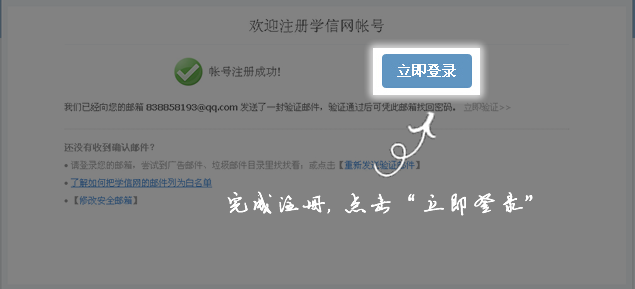 欢迎注册学信网帐号
帐号注册成功!
立即登录
我们已经向您的邮箱 838858193@qq.com 发送了一封验证邮件，验证通过后可凭此邮箱找回密码。 立即验证>>
还没有收到确认邮件?
• 请登录您的邮箱，尝试到广告邮件、垃圾邮件目录里找找看，或点击【重新发送验证邮件】
• 了解如何把学信网的邮件列为白名单
• 【修改安全邮箱】
完成注册, 点击“立即登录”